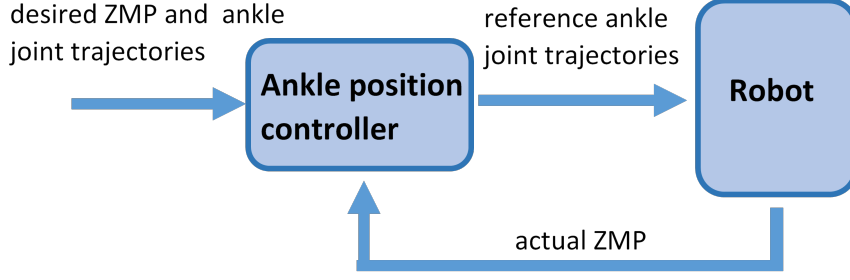 desired ZMP and ankle
joint trajectories
Ankle position
controller
reference ankle
joint trajectories
Robot
actual ZMP